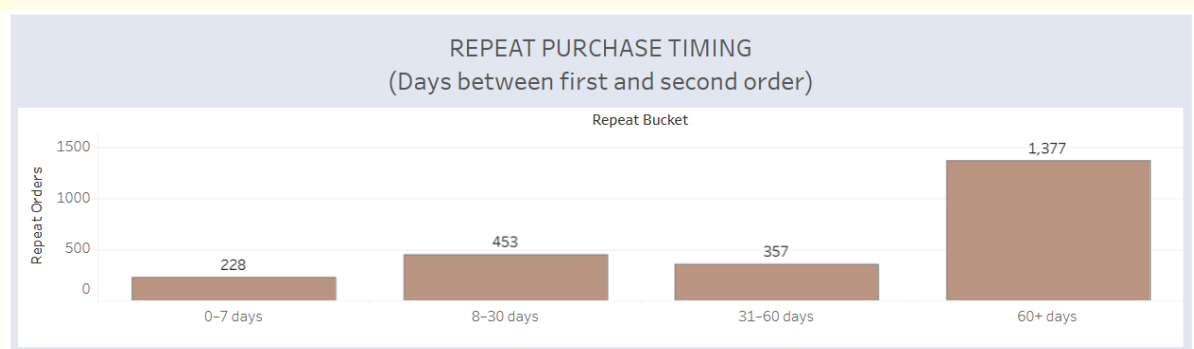 REPEAT PURCHASE TIMING
(Days between first and second order)
Repeat Bucket
Repeat Orders
1500
1000
500
0
228
453
357
1,377
0–7 days
8–30 days
31–60 days
60+ days